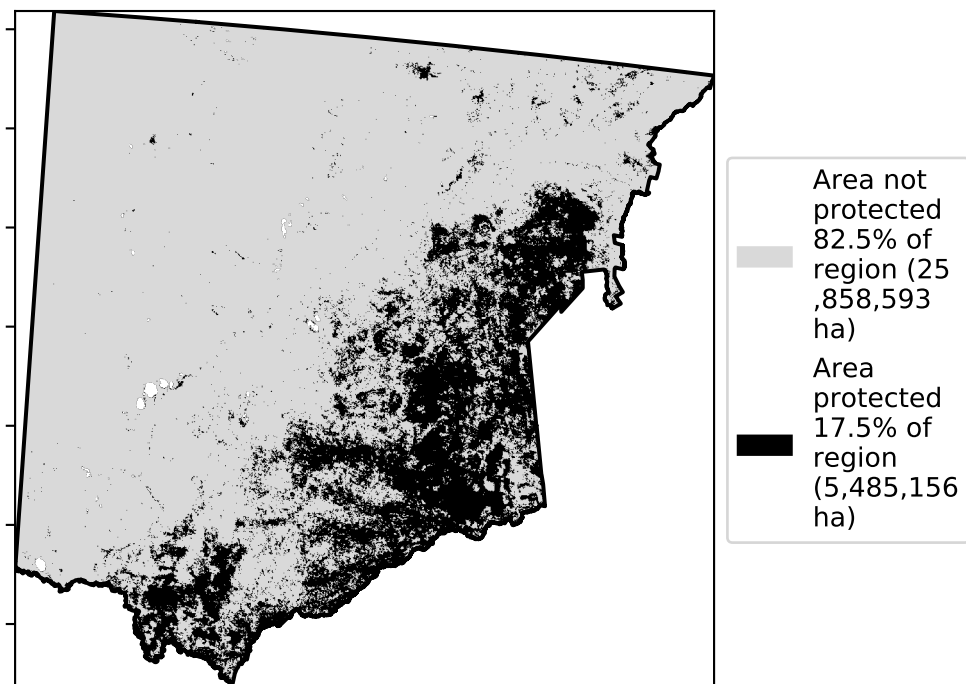 Area not
protected
82.5% of
region (25
,858,593
ha)
Area
protected
17.5% of
region
(5,485,156
ha)